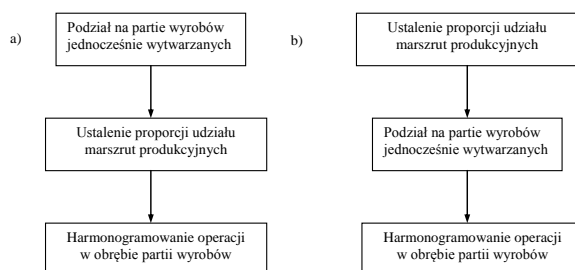 a)
Podział na partie wyrobów
jednocześnie wytwarzanych
Ustalenie proporcji udziału
marszrut produkcyjnych
Harmonogramowanie operacji
w obrębie partii wyrobów
b)
Ustalenie proporcji udziału
marszrut produkcyjnych
Podział na partie wyrobów
jednocześnie wytwarzanych
Harmonogramowanie operacji
w obrębie partii wyrobów